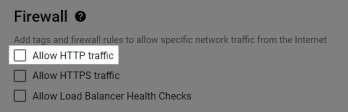 Firewall ?
Add tags and firewall rules to allow specific network traffic from the Internet
Allow HTTP traffic
Allow HTTPS traffic
Allow Load Balancer Health Checks